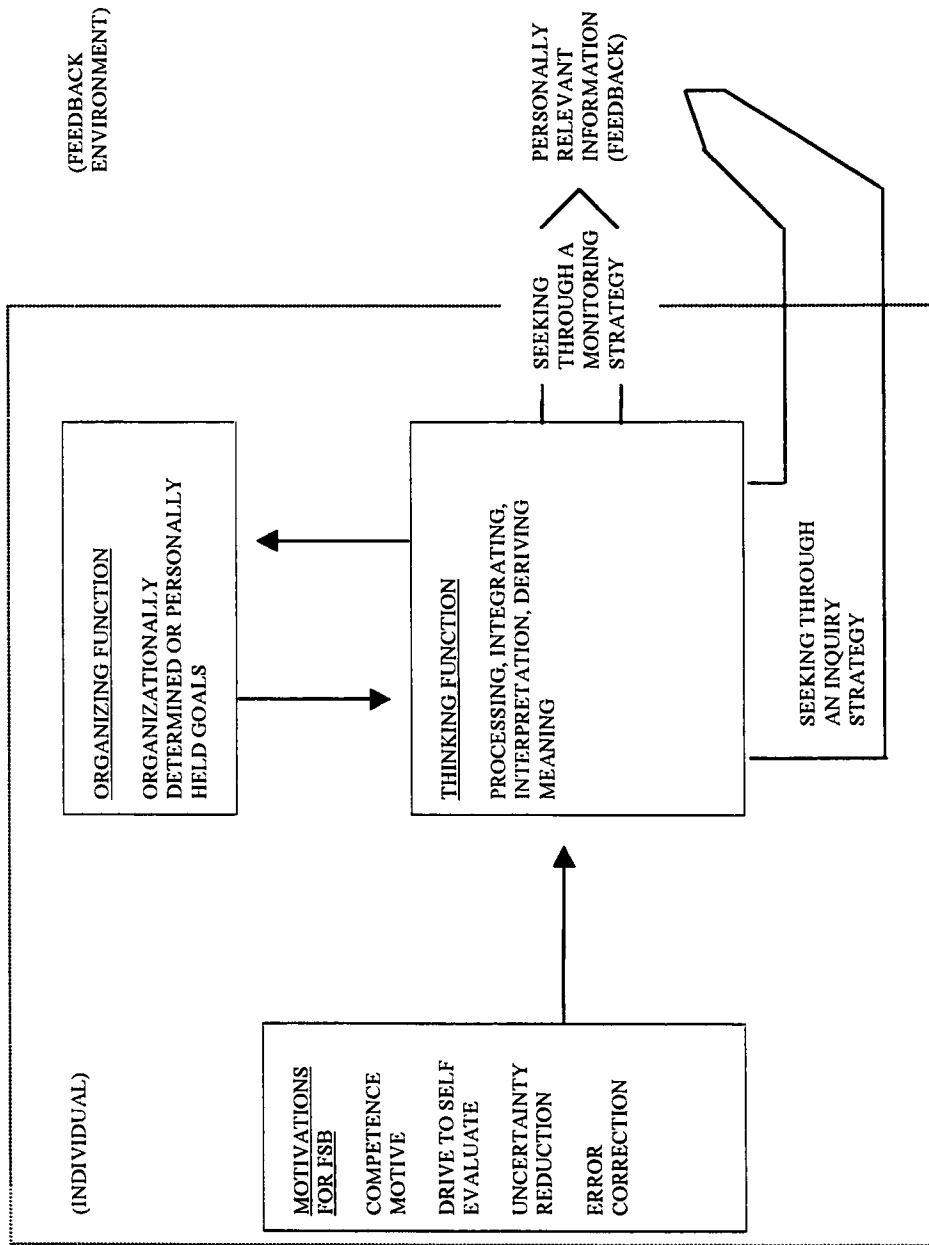 (INDIVIDUAL)
(FEEDBACK
ENVIRONMENT)
MOTIVATIONS
FOR FSB
COMPETENCE
MOTIVE
DRIVE TO SELF
EVALUATE
UNCERTAINTY
REDUCTION
ERROR
CORRECTION
ORGANIZING FUNCTION
ORGANIZATIONALLY
DETERMINED OR PERSONALLY
HELD GOALS
THINKING FUNCTION
PROCESSING, INTEGRATING,
INTERPRETATION, DERIVING
MEANING
SEEKING
THROUGH A
MONITORING
STRATEGY
PERSONALLY
RELEVANT
INFORMATION
(FEEDBACK)
SEEKING THROUGH
AN INQUIRY
STRATEGY